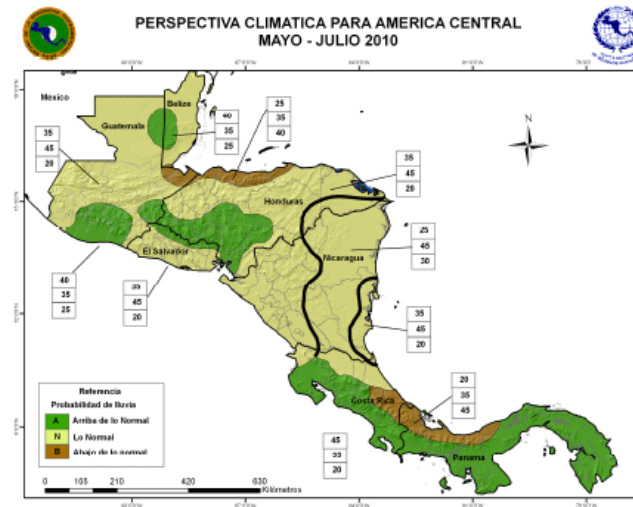 PERSPECTIVA CLIMATICA PARA AMERICA CENTRAL
MAYO - JULIO 2010
Mexico
Belize
Guatemala
40
35
25
25
35
40
35
45
20
35
45
20
N
Honduras
El Salvador
Nicaragua
25
45
30
40
35
25
35
45
20
35
45
20
20
35
45
Costa Rica
Panama
45
35
20
Referencia
Probabilidad de lluvia
A Arriba de lo Normal
N Lo Normal
B Abajo de lo normal
0 105 210 420 630
Kilómetros